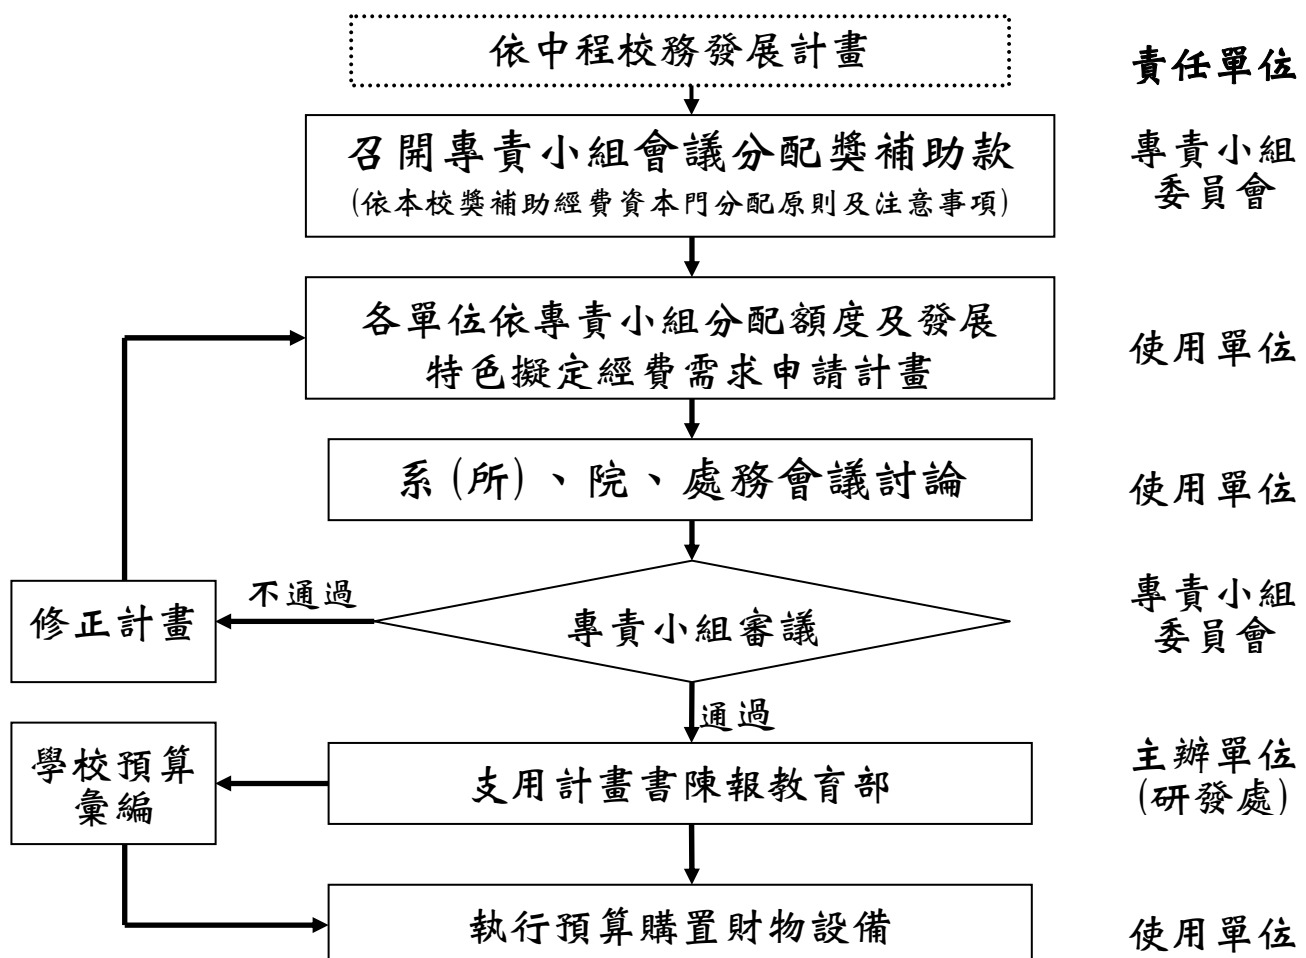 依中程校務發展計畫
責任單位
召開專責小組會議分配獎補助款
(依本校獎補助經費資本門分配原則及注意事項)
專責小組
委員會
各單位依專責小組分配額度及發展
特色擬定經費需求申請計畫
使用單位
系(所)、院、處務會議討論
使用單位
修正計畫
不通過
專責小組審議
專責小組
委員會
通過
學校預算
彙編
支用計畫書陳報教育部
主辦單位
(研發處)
執行預算購置財物設備
使用單位